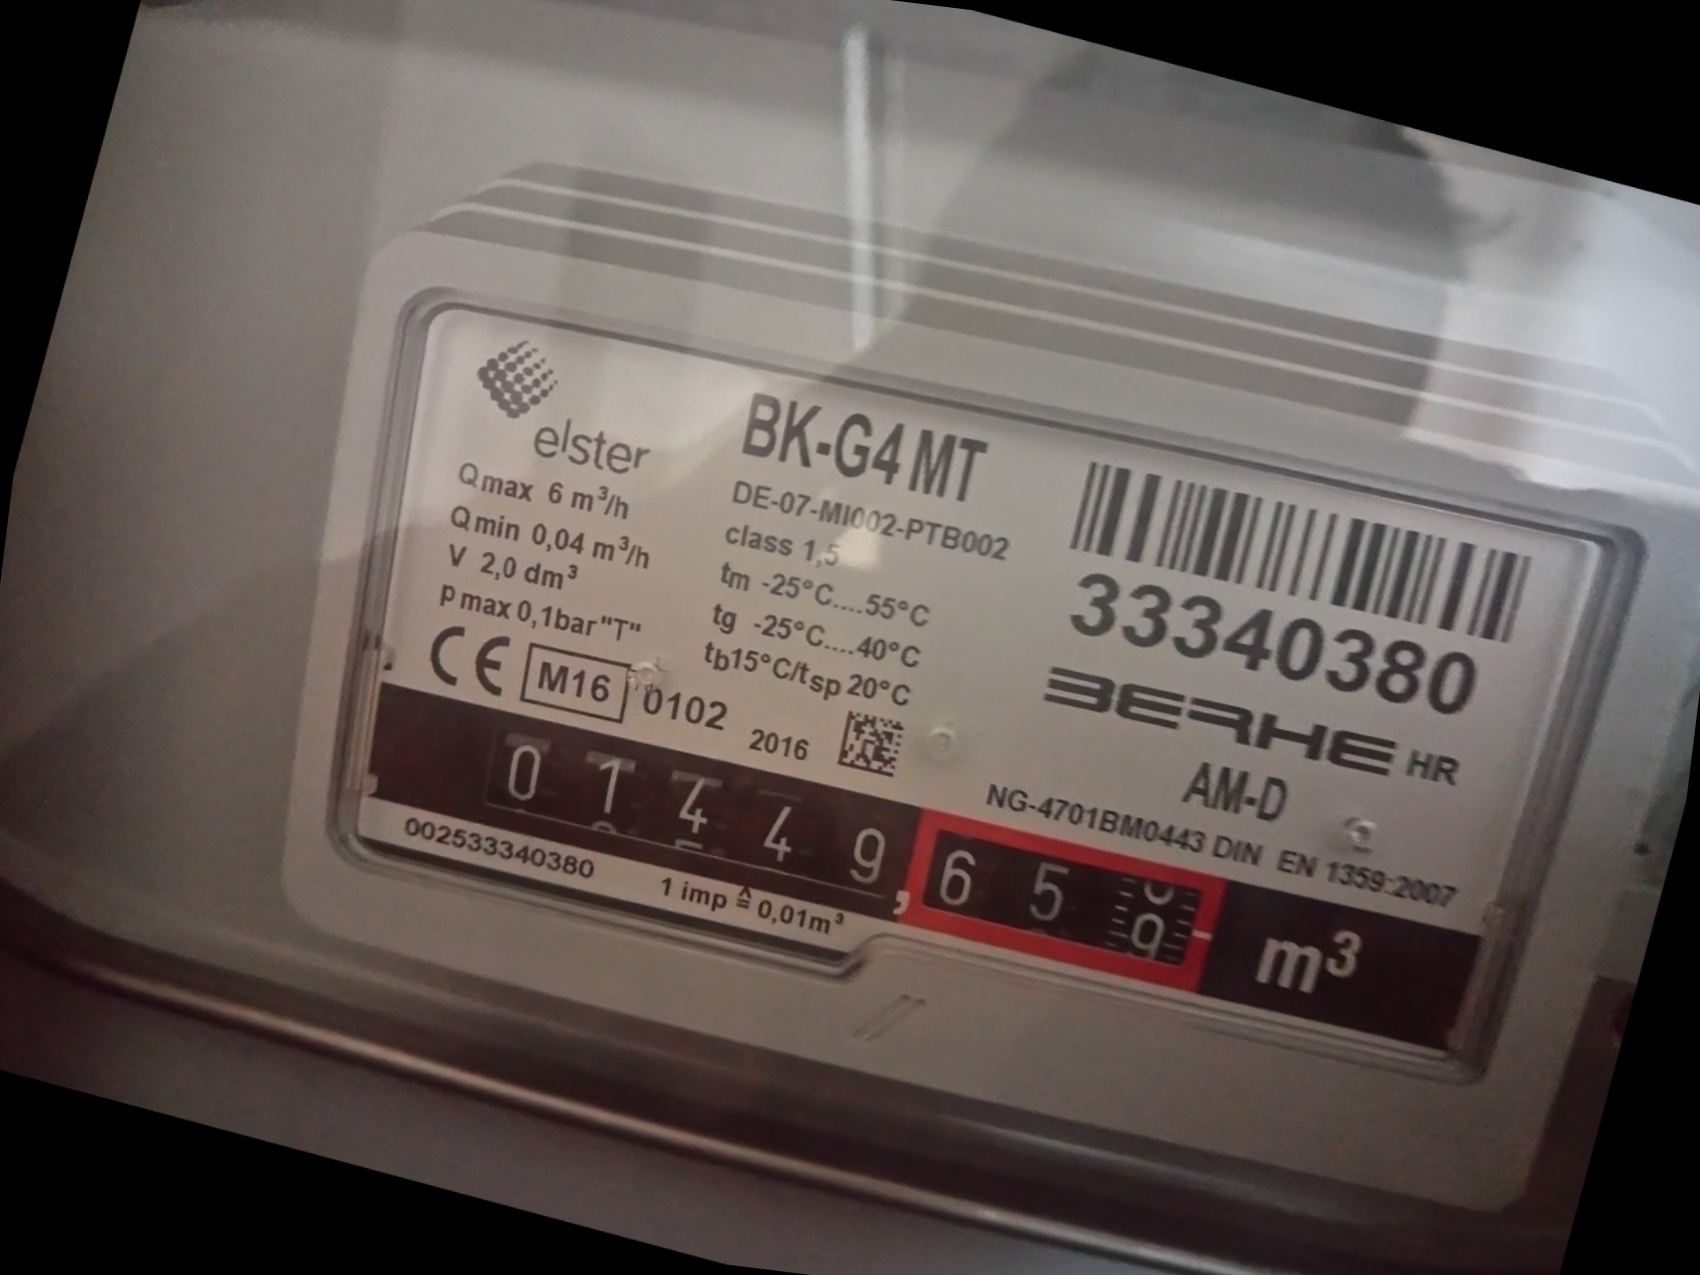 elster
Qmax 6 m³/h
Qmin 0,04 m³/h
V 2,0 dm³
pmax 0,1bar "T"
CE M16 0102 2016
BK-G4 MT
DE-07-MI002-PTB002
class 1,5
tm -25°C....55°C
tg -25°C....40°C
tb15°C/tsp 20°C
33340380
BERHE HR
AM-D
NG-4701BM0443 DIN EN 1359:2007
01449,659 m³
002533340380
1 imp ≙ 0,01m³